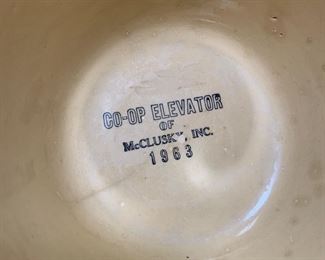 CO-OP ELEVATOR
OF
McCLUSKY, INC.
1963